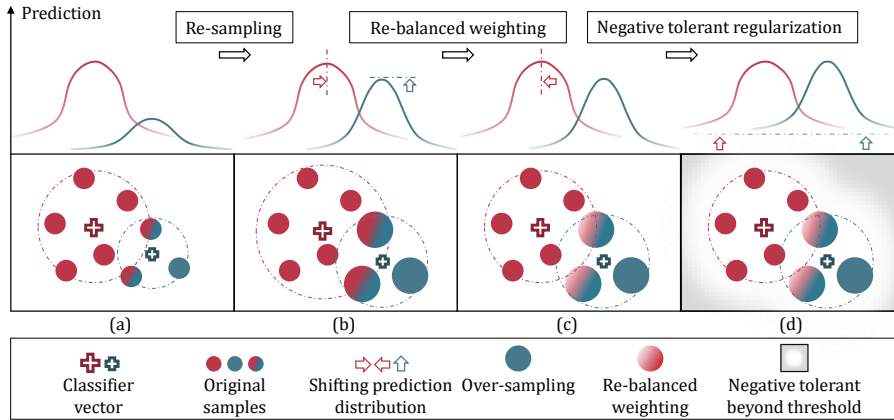 Prediction
Re-sampling
Re-balanced weighting
Negative tolerant regularization
(a)
(b)
(c)
(d)
Classifier
vector
Original
samples
Shifting prediction
distribution
Over-sampling
Re-balanced
weighting
Negative tolerant
beyond threshold